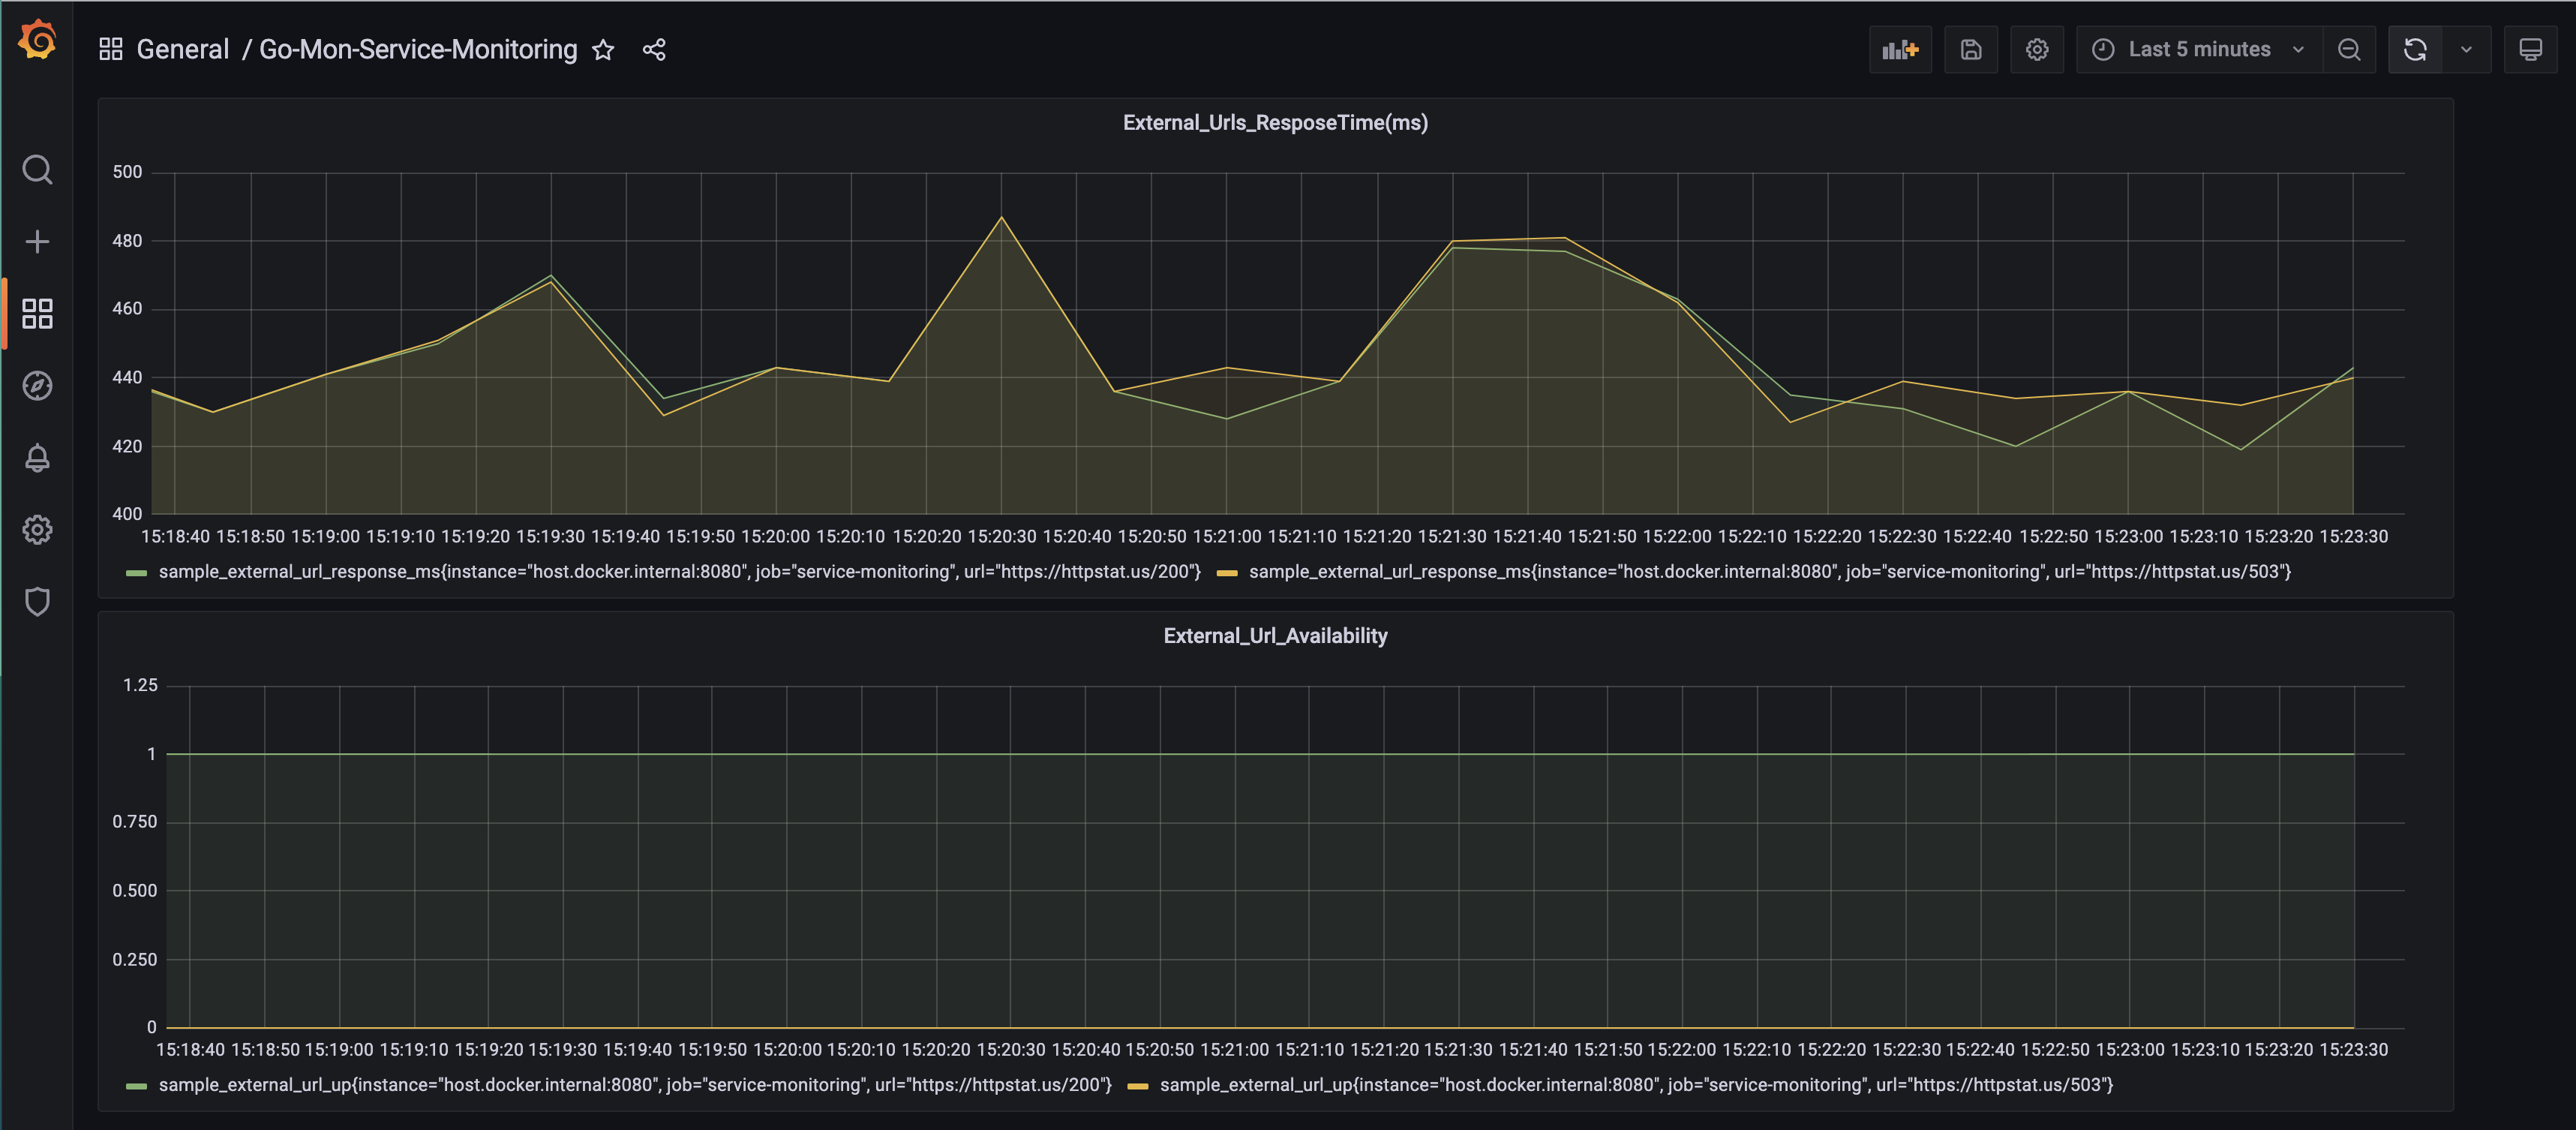 General / Go-Mon-Service-Monitoring
Last 5 minutes
External_Urls_ResposeTime(ms)
500
480
460
440
420
400
15:18:40 15:18:50 15:19:00 15:19:10 15:19:20 15:19:30 15:19:40 15:19:50 15:20:00 15:20:10 15:20:20 15:20:30 15:20:40 15:20:50 15:21:00 15:21:10 15:21:20 15:21:30 15:21:40 15:21:50 15:22:00 15:22:10 15:22:20 15:22:30 15:22:40 15:22:50 15:23:00 15:23:10 15:23:20 15:23:30
sample_external_url_response_ms{instance="host.docker.internal:8080", job="service-monitoring", url="https://httpstat.us/200"} sample_external_url_response_ms{instance="host.docker.internal:8080", job="service-monitoring", url="https://httpstat.us/503"}
External_Url_Availability
1.25
1
0.750
0.500
0.250
0
15:18:40 15:18:50 15:19:00 15:19:10 15:19:20 15:19:30 15:19:40 15:19:50 15:20:00 15:20:10 15:20:20 15:20:30 15:20:40 15:20:50 15:21:00 15:21:10 15:21:20 15:21:30 15:21:40 15:21:50 15:22:00 15:22:10 15:22:20 15:22:30 15:22:40 15:22:50 15:23:00 15:23:10 15:23:20 15:23:30
sample_external_url_up{instance="host.docker.internal:8080", job="service-monitoring", url="https://httpstat.us/200"} sample_external_url_up{instance="host.docker.internal:8080", job="service-monitoring", url="https://httpstat.us/503"}